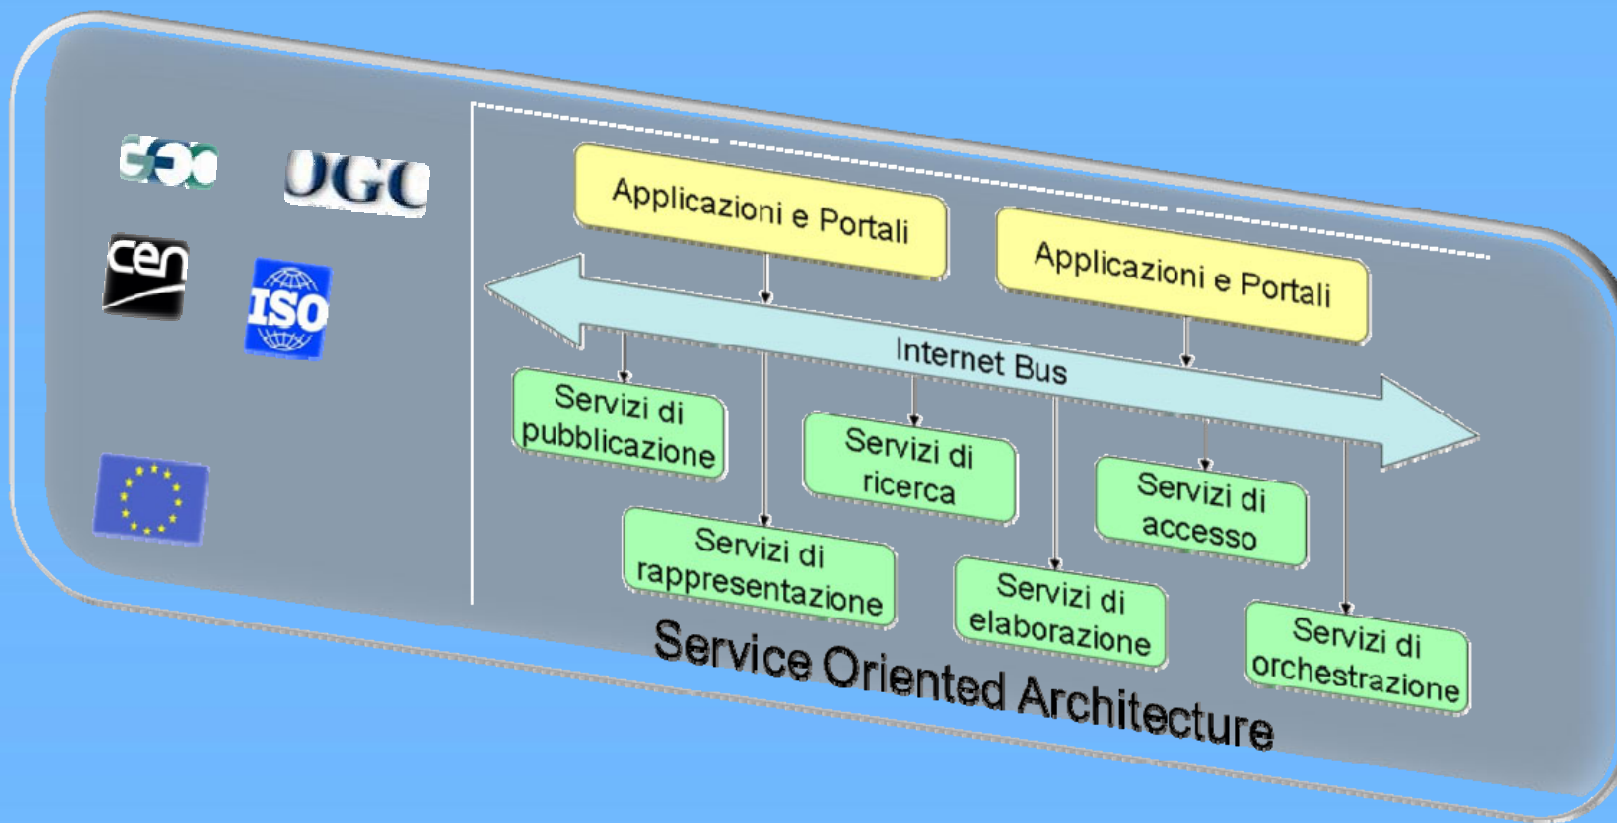 GEO
OGC
cen
ISO
Applicazioni e Portali
Applicazioni e Portali
Internet Bus
Servizi di
pubblicazione
Servizi di
ricerca
Servizi di
accesso
Servizi di
rappresentazione
Servizi di
elaborazione
Servizi di
orchestrazione
Service Oriented Architecture